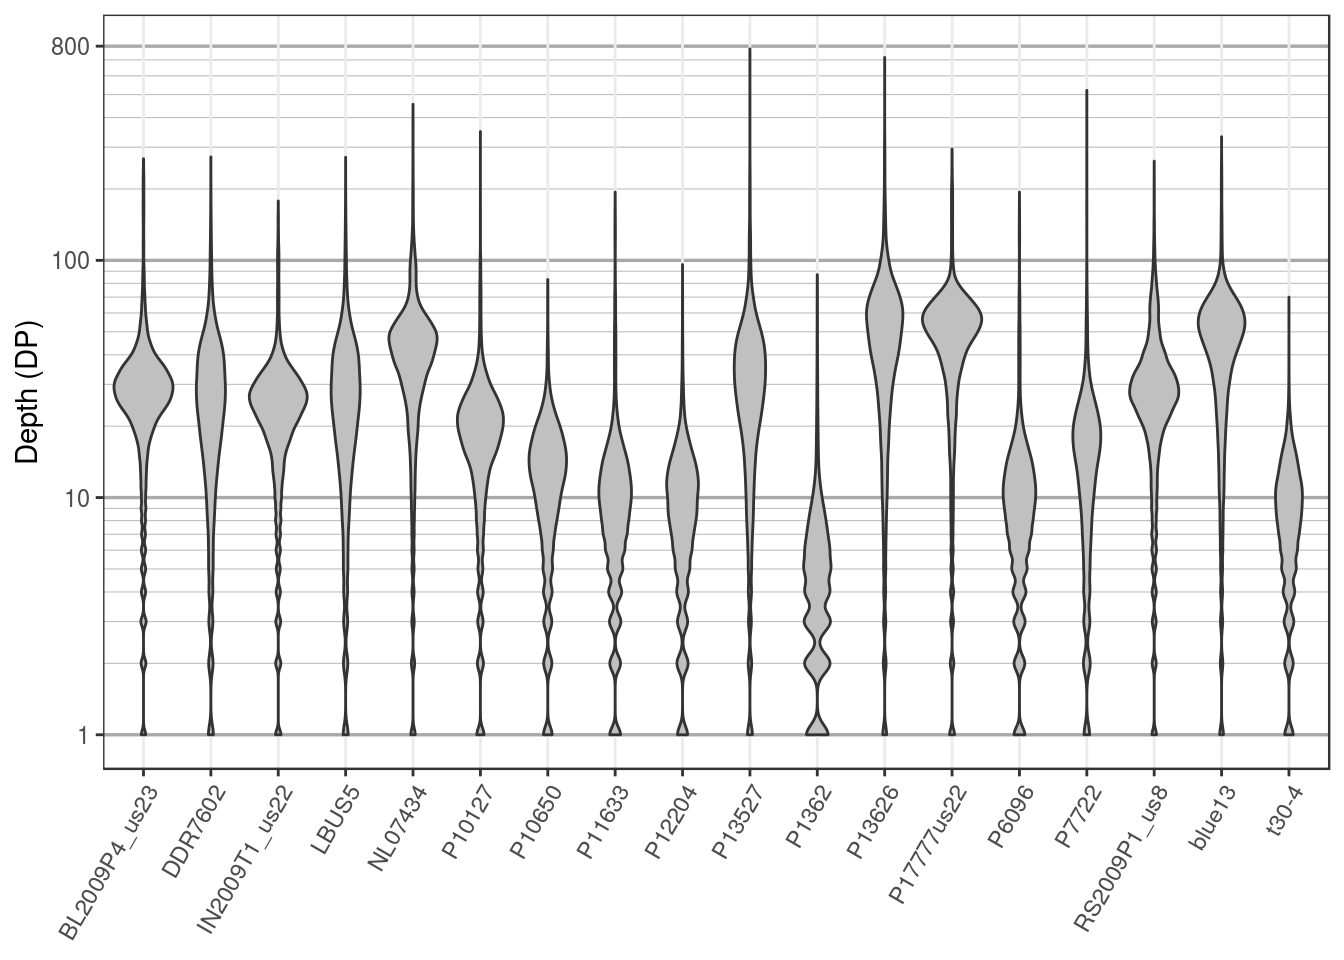 Depth (DP)
800
100
10
1
BL2009P4_us23
DDR7602
IN2009T1_us22
LBUS5
NL07434
P10127
P10650
P11633
P12204
P13527
P1362
P13626
P17777us22
P6096
P7722
RS2009P1_us8
blue13
t30-4